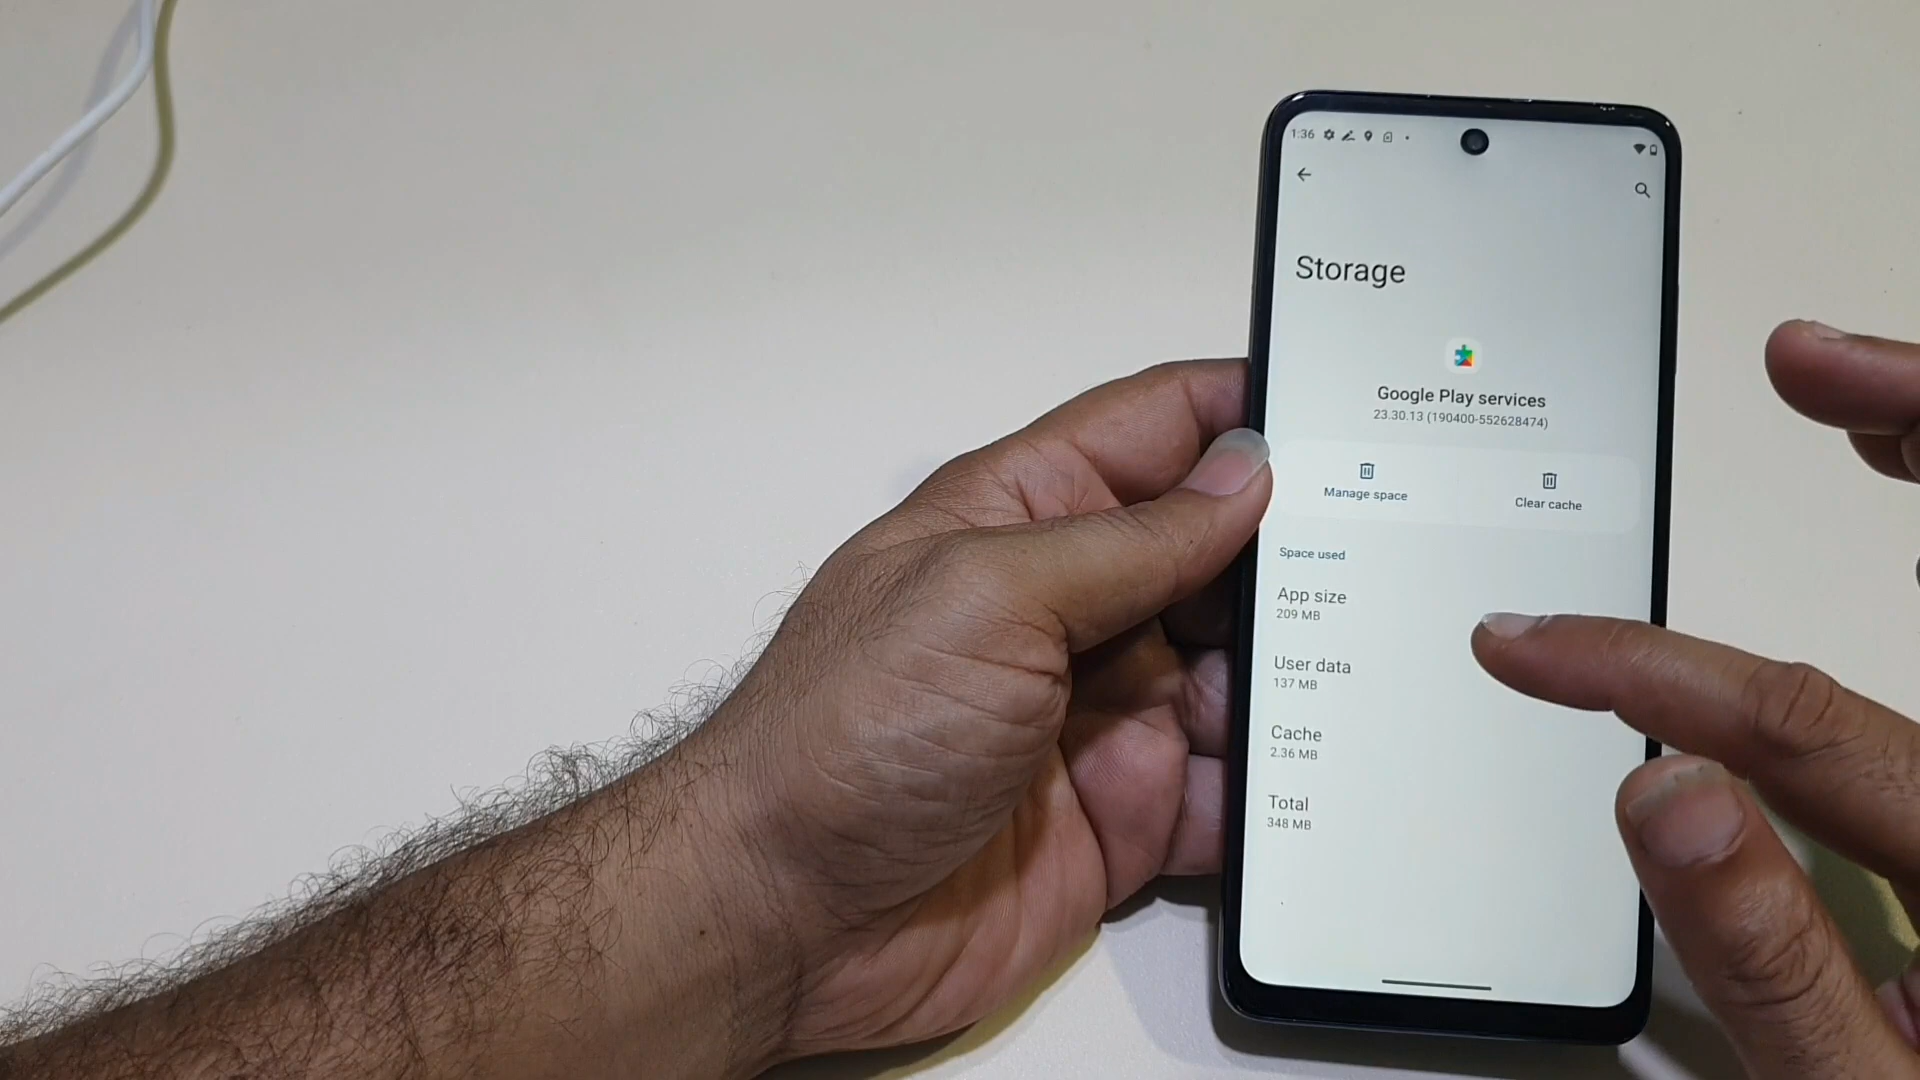 1:36
Storage
Google Play services
23.30.13 (190400-552628474)
Manage space
Clear cache
Space used
App size
209 MB
User data
137 MB
Cache
2.36 MB
Total
348 MB